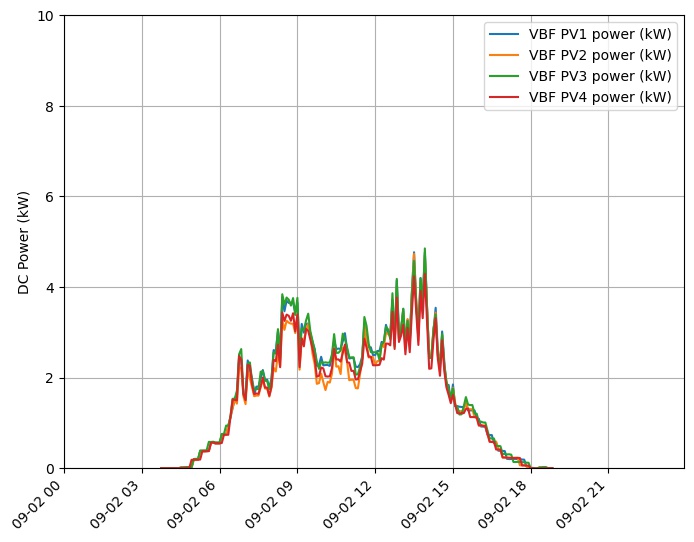 10
8
6
4
2
0
DC Power (kW)
VBF PV1 power (kW)
VBF PV2 power (kW)
VBF PV3 power (kW)
VBF PV4 power (kW)
09-02 00
09-02 03
09-02 06
09-02 09
09-02 12
09-02 15
09-02 18
09-02 21